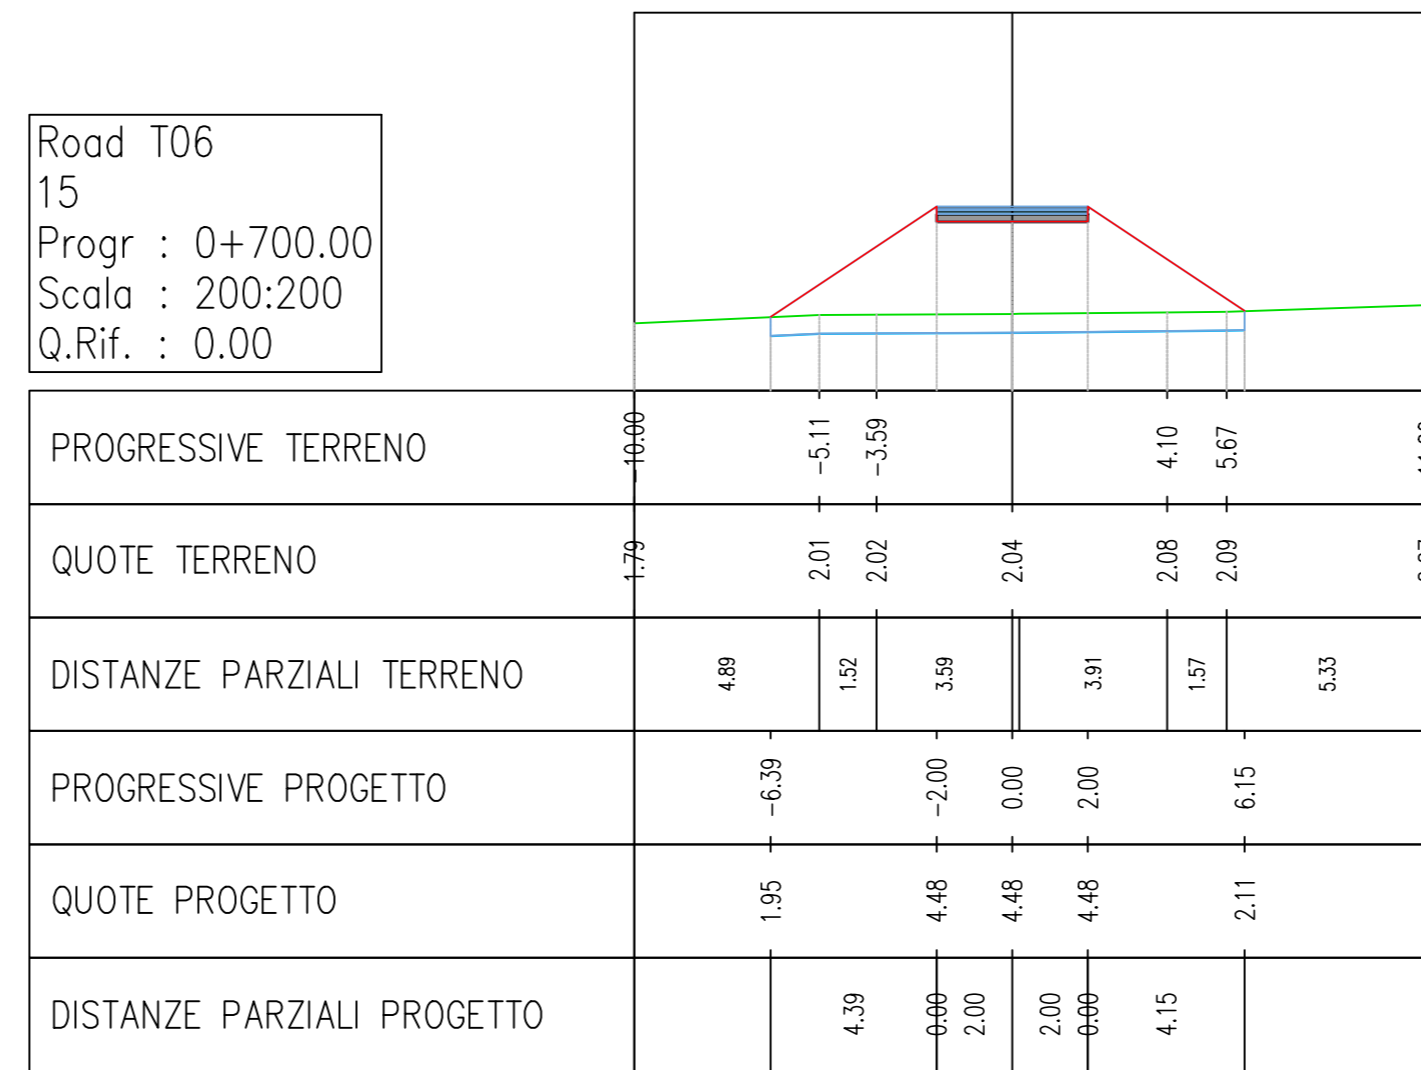 Road T06
15
Progr : 0+700.00
Scala : 200:200
Q.Rif. : 0.00
PROGRESSIVE TERRENO -10.00 -5.11 -3.59 4.10 5.67
QUOTE TERRENO 1.79 2.01 2.02 2.04 2.08 2.09
DISTANZE PARZIALI TERRENO 4.89 1.52 3.59 3.91 1.57 5.33
PROGRESSIVE PROGETTO -6.39 -2.00 0.00 2.00 6.15
QUOTE PROGETTO 1.95 4.48 4.48 4.48 2.11
DISTANZE PARZIALI PROGETTO 4.39 0.00 2.00 2.00 0.00 4.15